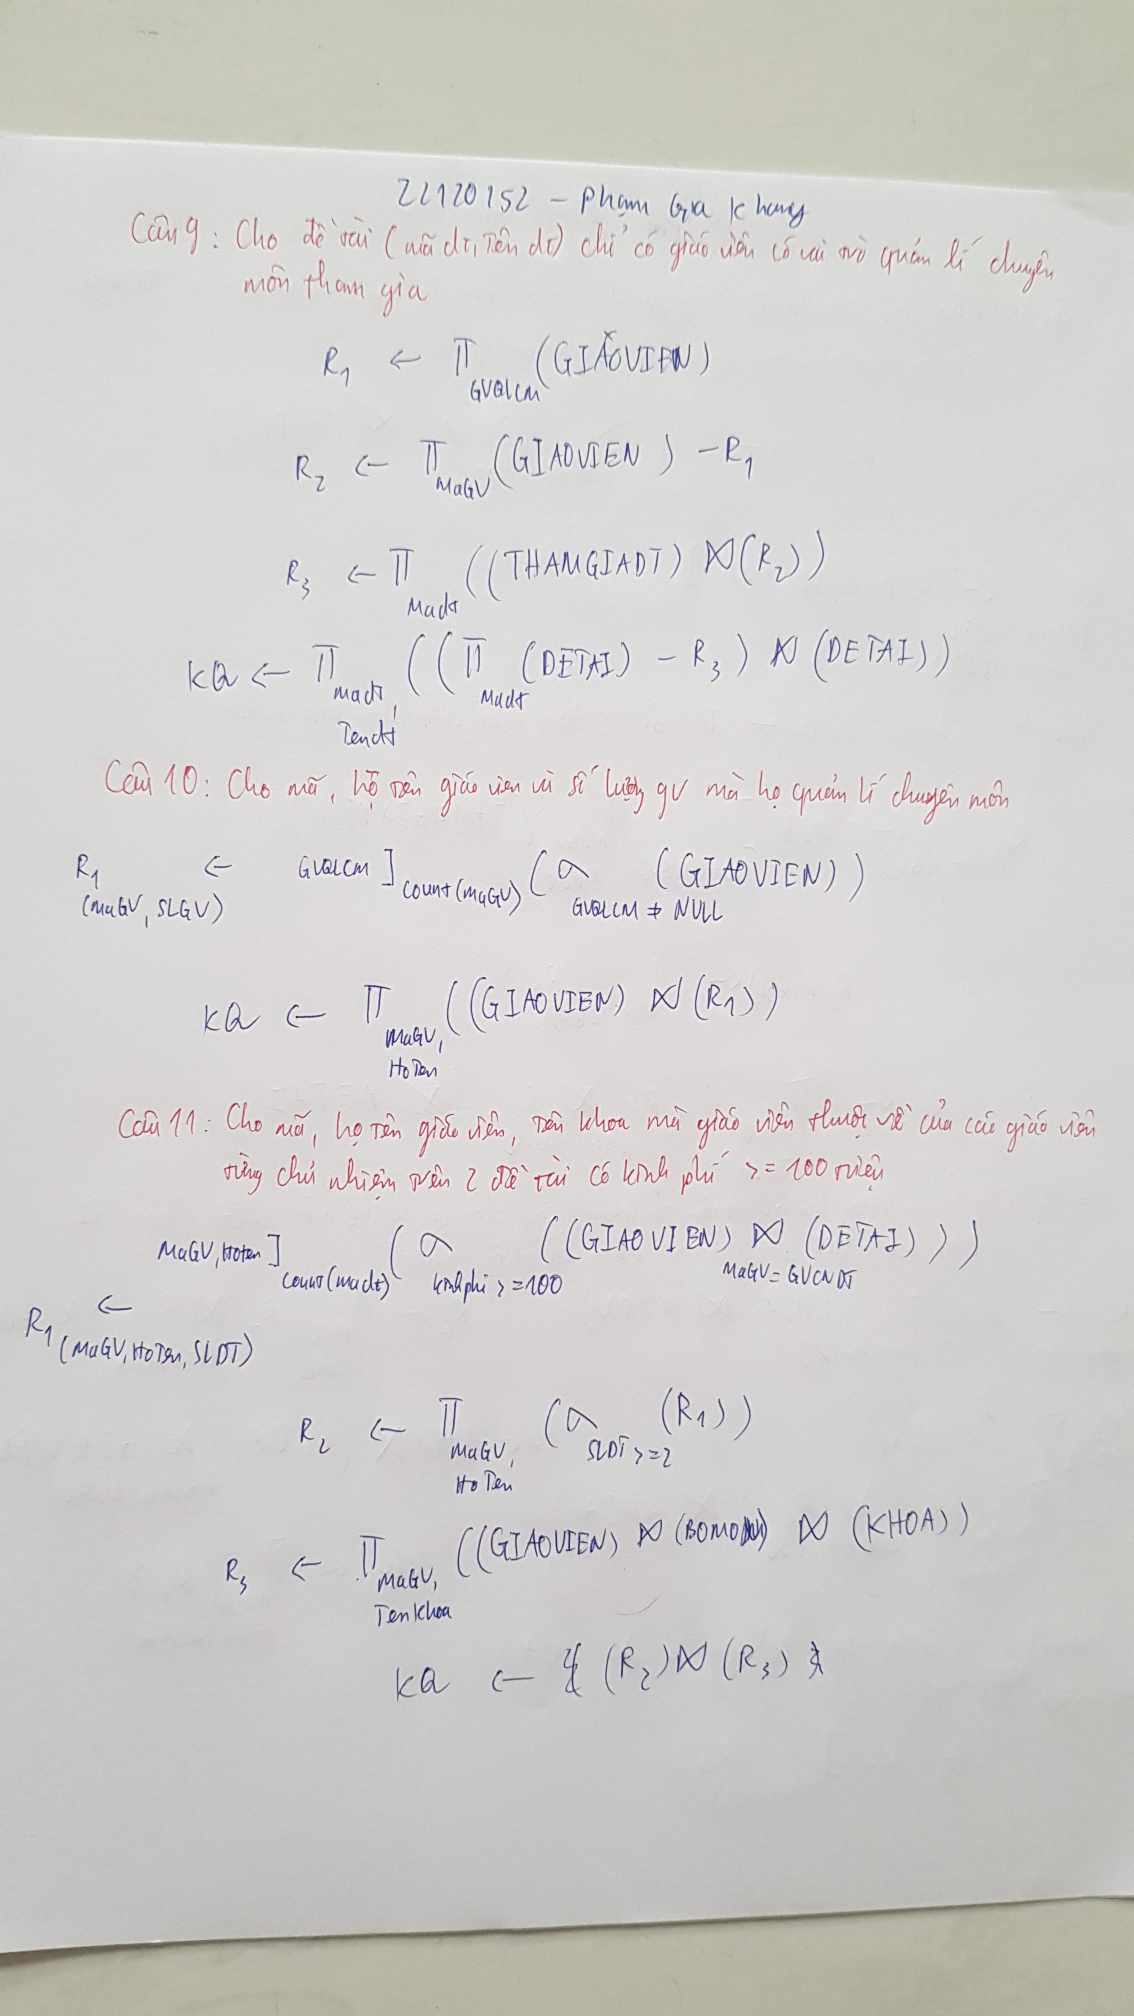 22120152 - Phạm Gia Khang
Câu 9: Cho đề tài (mã dt, tên dt) chỉ có giáo viên có vai trò quản lí chuyên
môn tham gia
R1 ← π GVQLCM (GIAOVIEN)
R2 ← π MaGV (GIAOVIEN) - R1
R3 ← π Madt ((THAMGIADT) ⋈ (R2))
KQ ← π madt, Tendt ((π Madt (DETAI) - R3) ⋈ (DETAI))
Câu 10: Cho mã, họ tên giáo viên và số lượng gv mà họ quản lí chuyên môn
R1 (MaGV, SLGV) ← GVQLCM ℑ count(MaGV) (σ GVQLCM ≠ NULL (GIAOVIEN))
KQ ← π MaGV, HoTen ((GIAOVIEN) ⋈ (R1))
Câu 11: Cho mã, họ tên giáo viên, tên khoa mà giáo viên thuộc về của các giáo viên
từng chủ nhiệm trên 2 đề tài có kinh phí >= 100 triệu
MaGV, Hoten ℑ count(madt) (σ kinhphi >= 100 ((GIAOVIEN) ⋈ MaGV = GVCNDT (DETAI)))
R1 (MaGV, HoTen, SLDT) ←
R2 ← π MaGV, HoTen (σ SLDT >= 2 (R1))
R3 ← π MaGV, TenKhoa ((GIAOVIEN) ⋈ (BOMON) ⋈ (KHOA))
KQ ← (R2) ⋈ (R3)